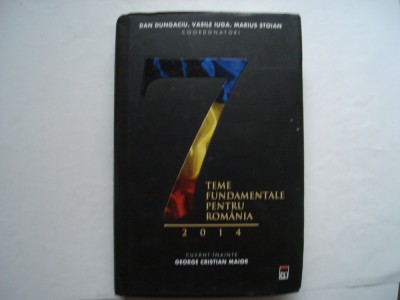 DAN DUNGACIU, VASILE IUGA, MARIUS STOIAN
COORDONATORI
7
TEME
FUNDAMENTALE
PENTRU
ROMÂNIA
2014
CUVÂNT ÎNAINTE
GEORGE CRISTIAN MAIOR